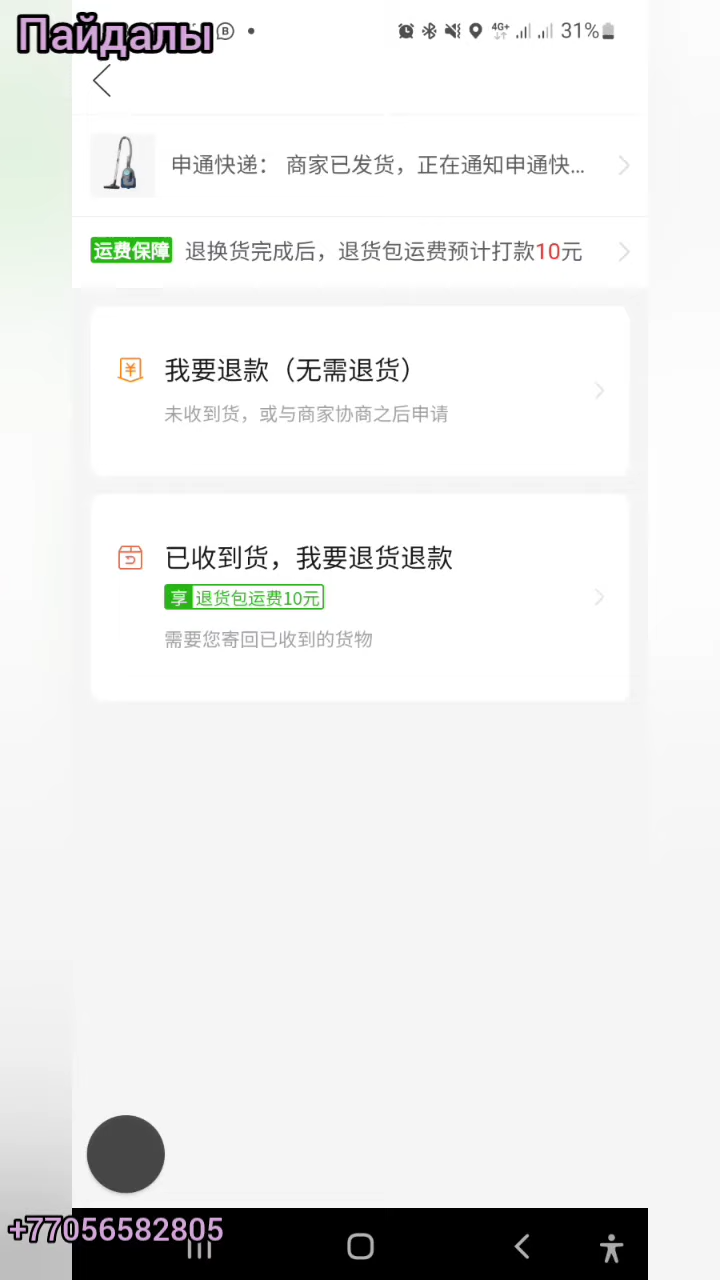 Пайдалы
4G+
31%
申通快递： 商家已发货，正在通知申通快...
运费保障 退换货完成后，退货包运费预计打款10元
我要退款（无需退货）
未收到货，或与商家协商之后申请
已收到货，我要退货退款
享 退货包运费10元
需要您寄回已收到的货物
+77056582805